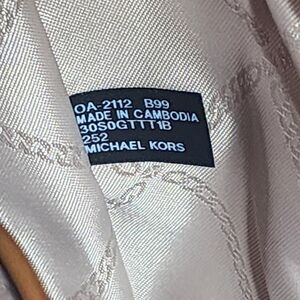 OA-2112 B99
MADE IN CAMBODIA
30S0GTTT1B
252
MICHAEL KORS